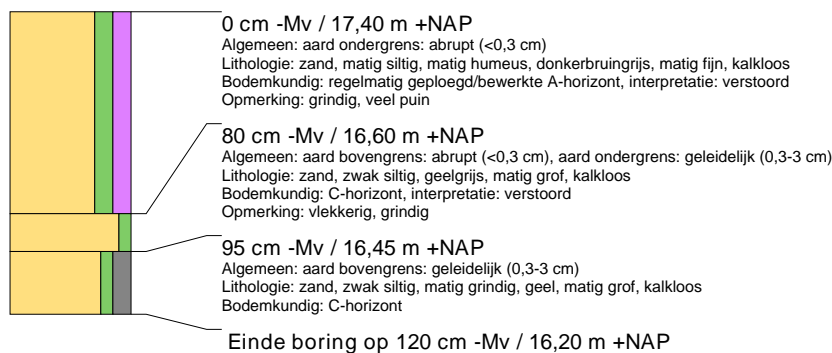 0 cm -Mv / 17,40 m +NAP
Algemeen: aard ondergrens: abrupt (<0,3 cm)
Lithologie: zand, matig siltig, matig humeus, donkerbruingrijs, matig fijn, kalkloos
Bodemkundig: regelmatig geploegd/bewerkte A-horizont, interpretatie: verstoord
Opmerking: grindig, veel puin
80 cm -Mv / 16,60 m +NAP
Algemeen: aard bovengrens: abrupt (<0,3 cm), aard ondergrens: geleidelijk (0,3-3 cm)
Lithologie: zand, zwak siltig, geelgrijs, matig grof, kalkloos
Bodemkundig: C-horizont, interpretatie: verstoord
Opmerking: vlekkerig, grindig
95 cm -Mv / 16,45 m +NAP
Algemeen: aard bovengrens: geleidelijk (0,3-3 cm)
Lithologie: zand, zwak siltig, matig grindig, geel, matig grof, kalkloos
Bodemkundig: C-horizont
Einde boring op 120 cm -Mv / 16,20 m +NAP